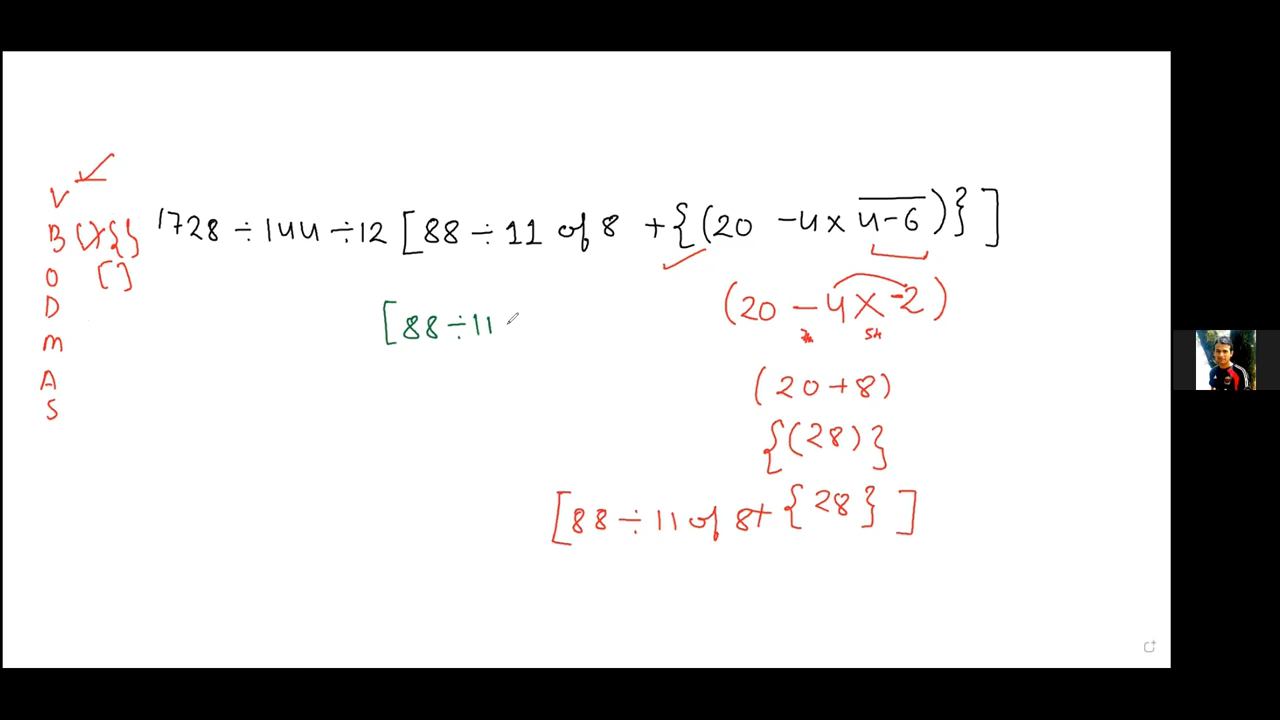 V
B () {} 1728 ÷ 144 ÷ 12 [ 88 ÷ 11 of 8 + { ( 20 - 4 × 4̅ ̅-̅ ̅6̅ ) } ]
O []
D
M
A
S
[ 88 ÷ 11
( 20 - 4 × -2 )
( 20 + 8 )
{ ( 28 ) }
[ 88 ÷ 11 of 8 + { 28 } ]